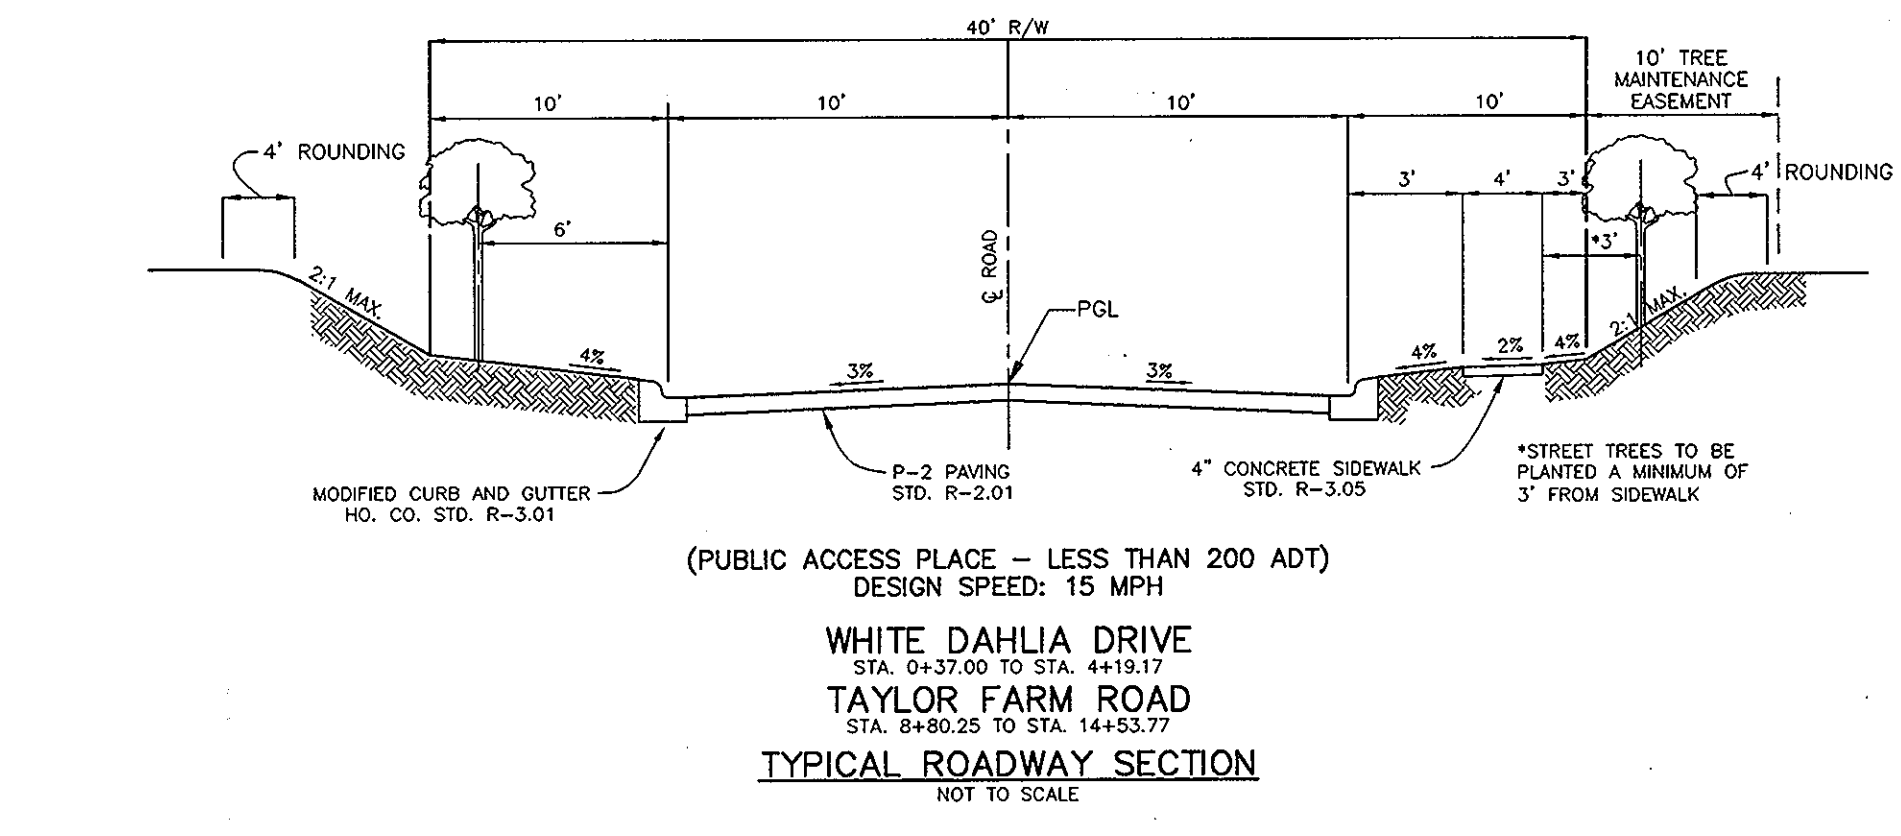 40' R/W
10' TREE
MAINTENANCE
EASEMENT
10'
10'
10'
10'
4' ROUNDING
4' ROUNDING
3'
4'
3'
6'
*3'
℄ ROAD
2:1 MAX.
2:1 MAX.
PGL
4%
3%
3%
4%
2%
4%
MODIFIED CURB AND GUTTER
HO. CO. STD. R-3.01
P-2 PAVING
STD. R-2.01
4" CONCRETE SIDEWALK
STD. R-3.05
*STREET TREES TO BE
PLANTED A MINIMUM OF
3' FROM SIDEWALK
(PUBLIC ACCESS PLACE - LESS THAN 200 ADT)
DESIGN SPEED: 15 MPH
WHITE DAHLIA DRIVE
STA. 0+37.00 TO STA. 4+19.17
TAYLOR FARM ROAD
STA. 8+80.25 TO STA. 14+53.77
TYPICAL ROADWAY SECTION
NOT TO SCALE